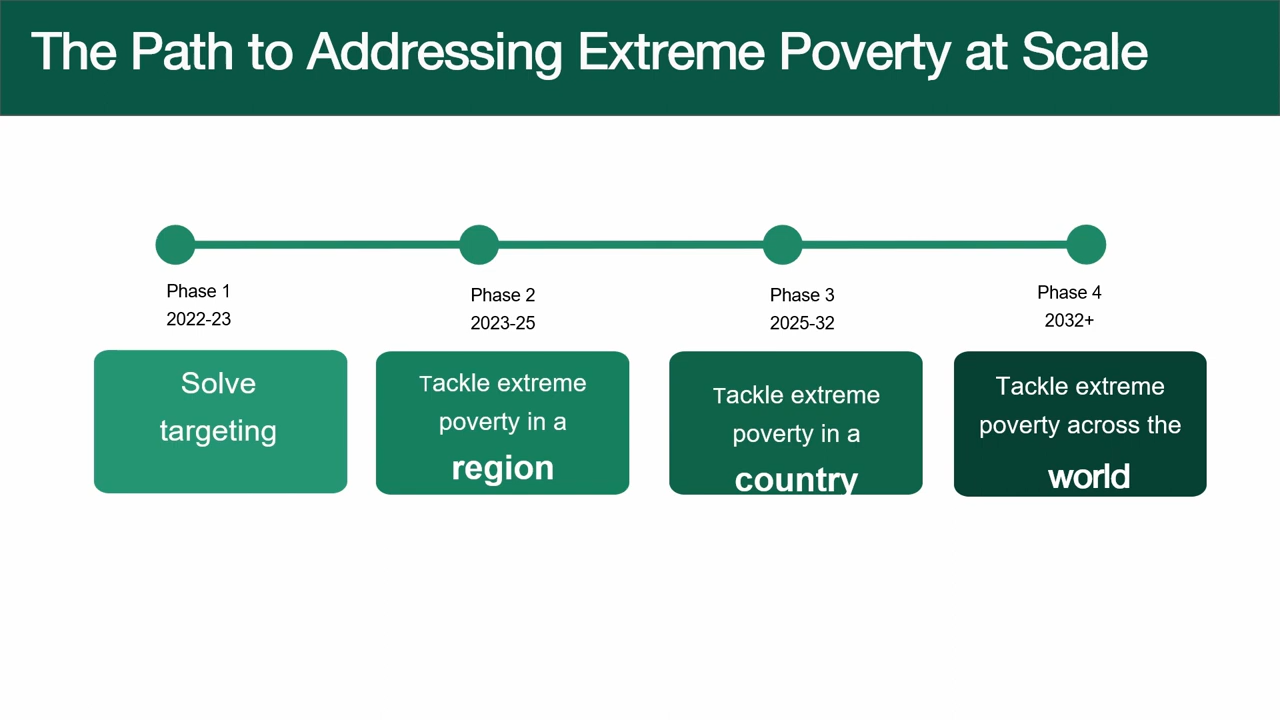 The Path to Addressing Extreme Poverty at Scale
Phase 1
2022-23
Solve
targeting
Phase 2
2023-25
Tackle extreme
poverty in a
region
Phase 3
2025-32
Tackle extreme
poverty in a
country
Phase 4
2032+
Tackle extreme
poverty across the
world